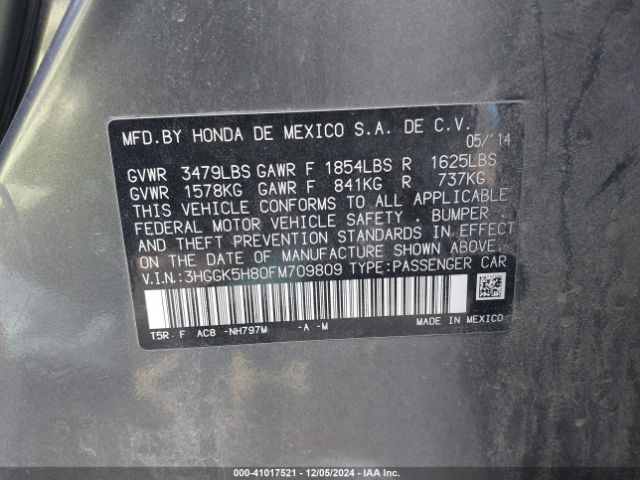 MFD.BY HONDA DE MEXICO S.A. DE C.V.
05/'14
GVWR 3479LBS GAWR F 1854LBS R 1625LBS
GVWR 1578KG GAWR F 841KG R 737KG
THIS VEHICLE CONFORMS TO ALL APPLICABLE
FEDERAL MOTOR VEHICLE SAFETY · BUMPER ·
AND THEFT PREVENTION STANDARDS IN EFFECT
ON THE DATE OF MANUFACTURE SHOWN ABOVE.
V.I.N.:3HGGK5H80FM709809 TYPE:PASSENGER CAR
T5R F AC8 -NH797M -A -M MADE IN MEXICO
000-41017521 - 12/05/2024 - IAA Inc.